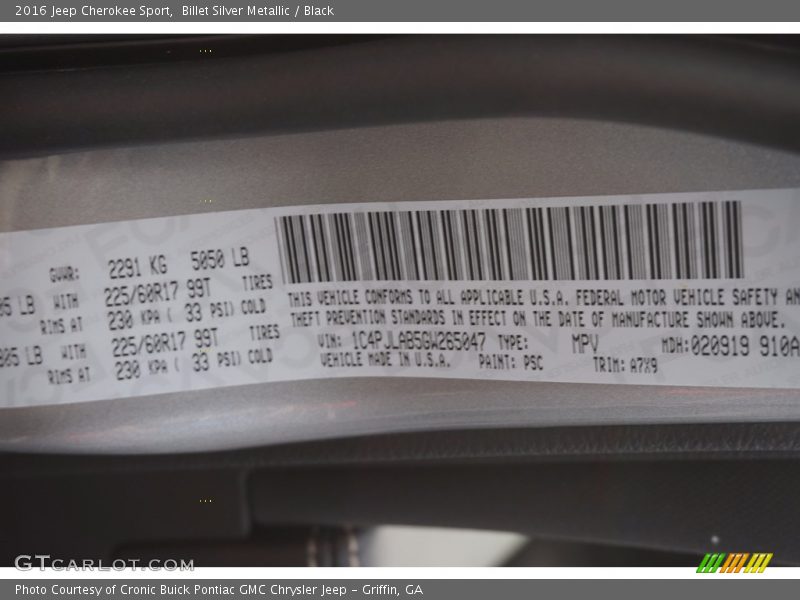 2016 Jeep Cherokee Sport, Billet Silver Metallic / Black
GVWR: 2291 KG 5050 LB
LB WITH 225/60R17 99T TIRES
RIMS AT 230 KPA ( 33 PSI) COLD
LB WITH 225/60R17 99T TIRES
RIMS AT 230 KPA ( 33 PSI) COLD
THIS VEHICLE CONFORMS TO ALL APPLICABLE U.S.A. FEDERAL MOTOR VEHICLE SAFETY AN
THEFT PREVENTION STANDARDS IN EFFECT ON THE DATE OF MANUFACTURE SHOWN ABOVE.
VIN: 1C4PJLAB5GW265047 TYPE: MPV MDH: 020919 910A
VEHICLE MADE IN U.S.A. PAINT: PSC TRIM: A7X9
GTCARLOT.COM
Photo Courtesy of Cronic Buick Pontiac GMC Chrysler Jeep - Griffin, GA